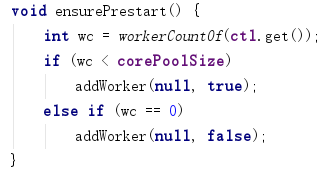 void ensurePrestart() {
    int wc = workerCountOf(ctl.get());
    if (wc < corePoolSize)
        addWorker(null, true);
    else if (wc == 0)
        addWorker(null, false);
}